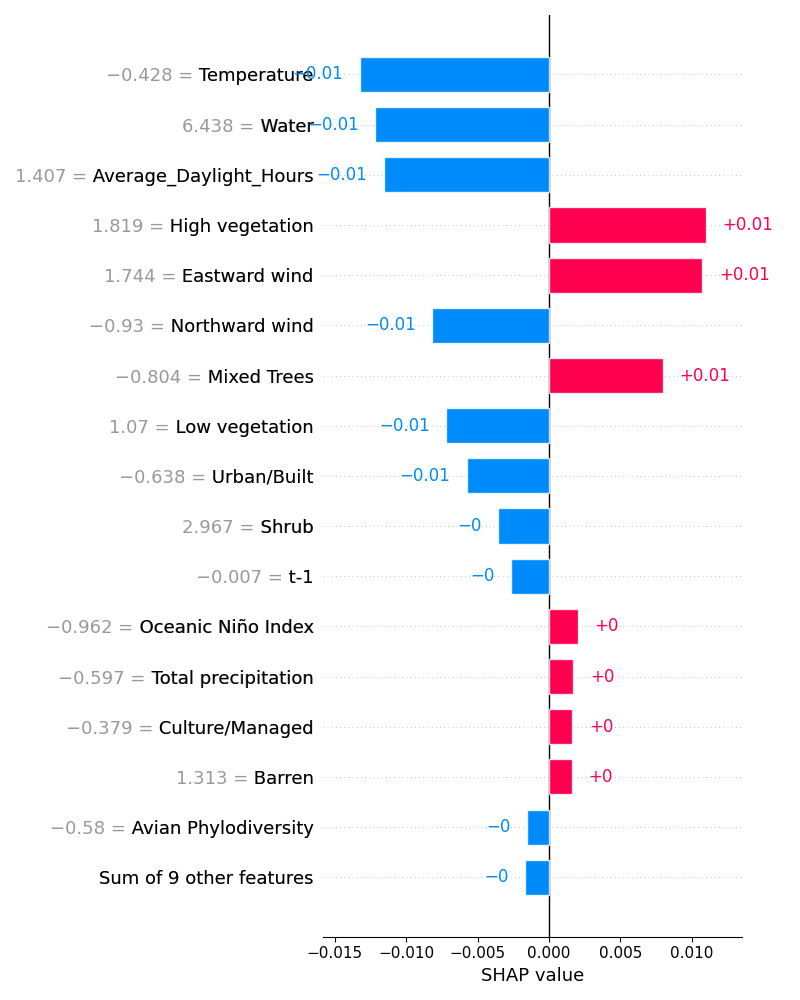 −0.428 = Temperature −0.01
6.438 = Water −0.01
1.407 = Average_Daylight_Hours −0.01
1.819 = High vegetation +0.01
1.744 = Eastward wind +0.01
−0.93 = Northward wind −0.01
−0.804 = Mixed Trees +0.01
1.07 = Low vegetation −0.01
−0.638 = Urban/Built −0.01
2.967 = Shrub −0
−0.007 = t-1 −0
−0.962 = Oceanic Niño Index +0
−0.597 = Total precipitation +0
−0.379 = Culture/Managed +0
1.313 = Barren +0
−0.58 = Avian Phylodiversity −0
Sum of 9 other features −0
−0.015 −0.010 −0.005 0.000 0.005 0.010
SHAP value